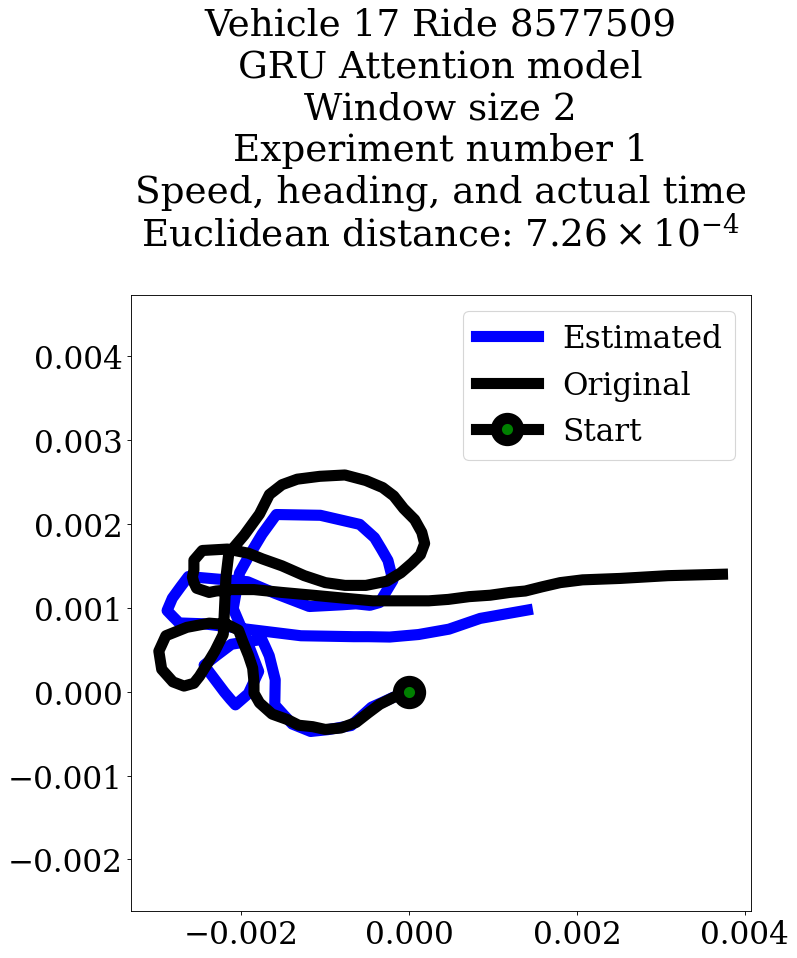 Vehicle 17 Ride 8577509
GRU Attention model
Window size 2
Experiment number 1
Speed, heading, and actual time
Euclidean distance: 7.26 × 10⁻⁴
Estimated
Original
Start
0.004
0.003
0.002
0.001
0.000
−0.001
−0.002
−0.002 0.000 0.002 0.004